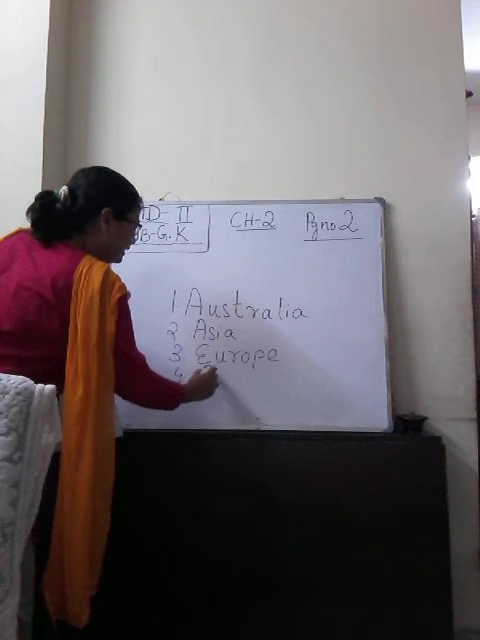 D-II CH-2 Pg no 2
B-G.K
1 Australia
2 Asia
3 Europe
4